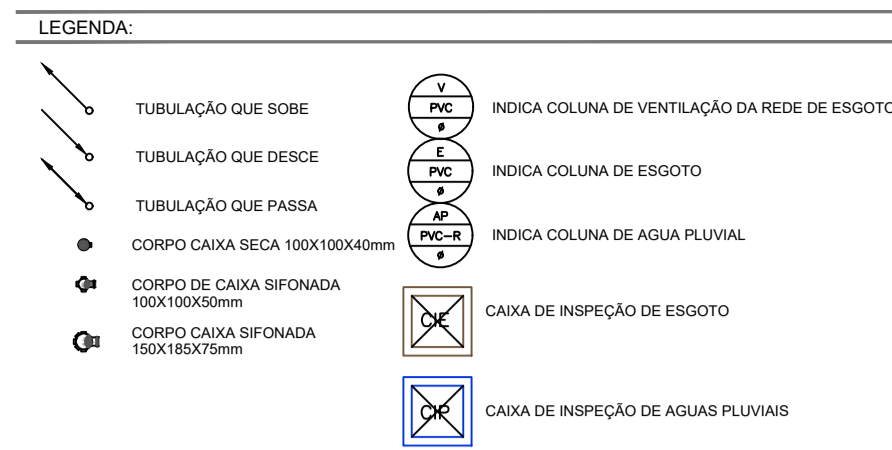 LEGENDA:
TUBULAÇÃO QUE SOBE
TUBULAÇÃO QUE DESCE
TUBULAÇÃO QUE PASSA
CORPO CAIXA SECA 100X100X40mm
CORPO DE CAIXA SIFONADA
100X100X50mm
CORPO CAIXA SIFONADA
150X185X75mm
V
PVC
ø
INDICA COLUNA DE VENTILAÇÃO DA REDE DE ESGOTO
E
PVC
ø
INDICA COLUNA DE ESGOTO
AP
PVC-R
ø
INDICA COLUNA DE AGUA PLUVIAL
CIE
CAIXA DE INSPEÇÃO DE ESGOTO
CIP
CAIXA DE INSPEÇÃO DE AGUAS PLUVIAIS